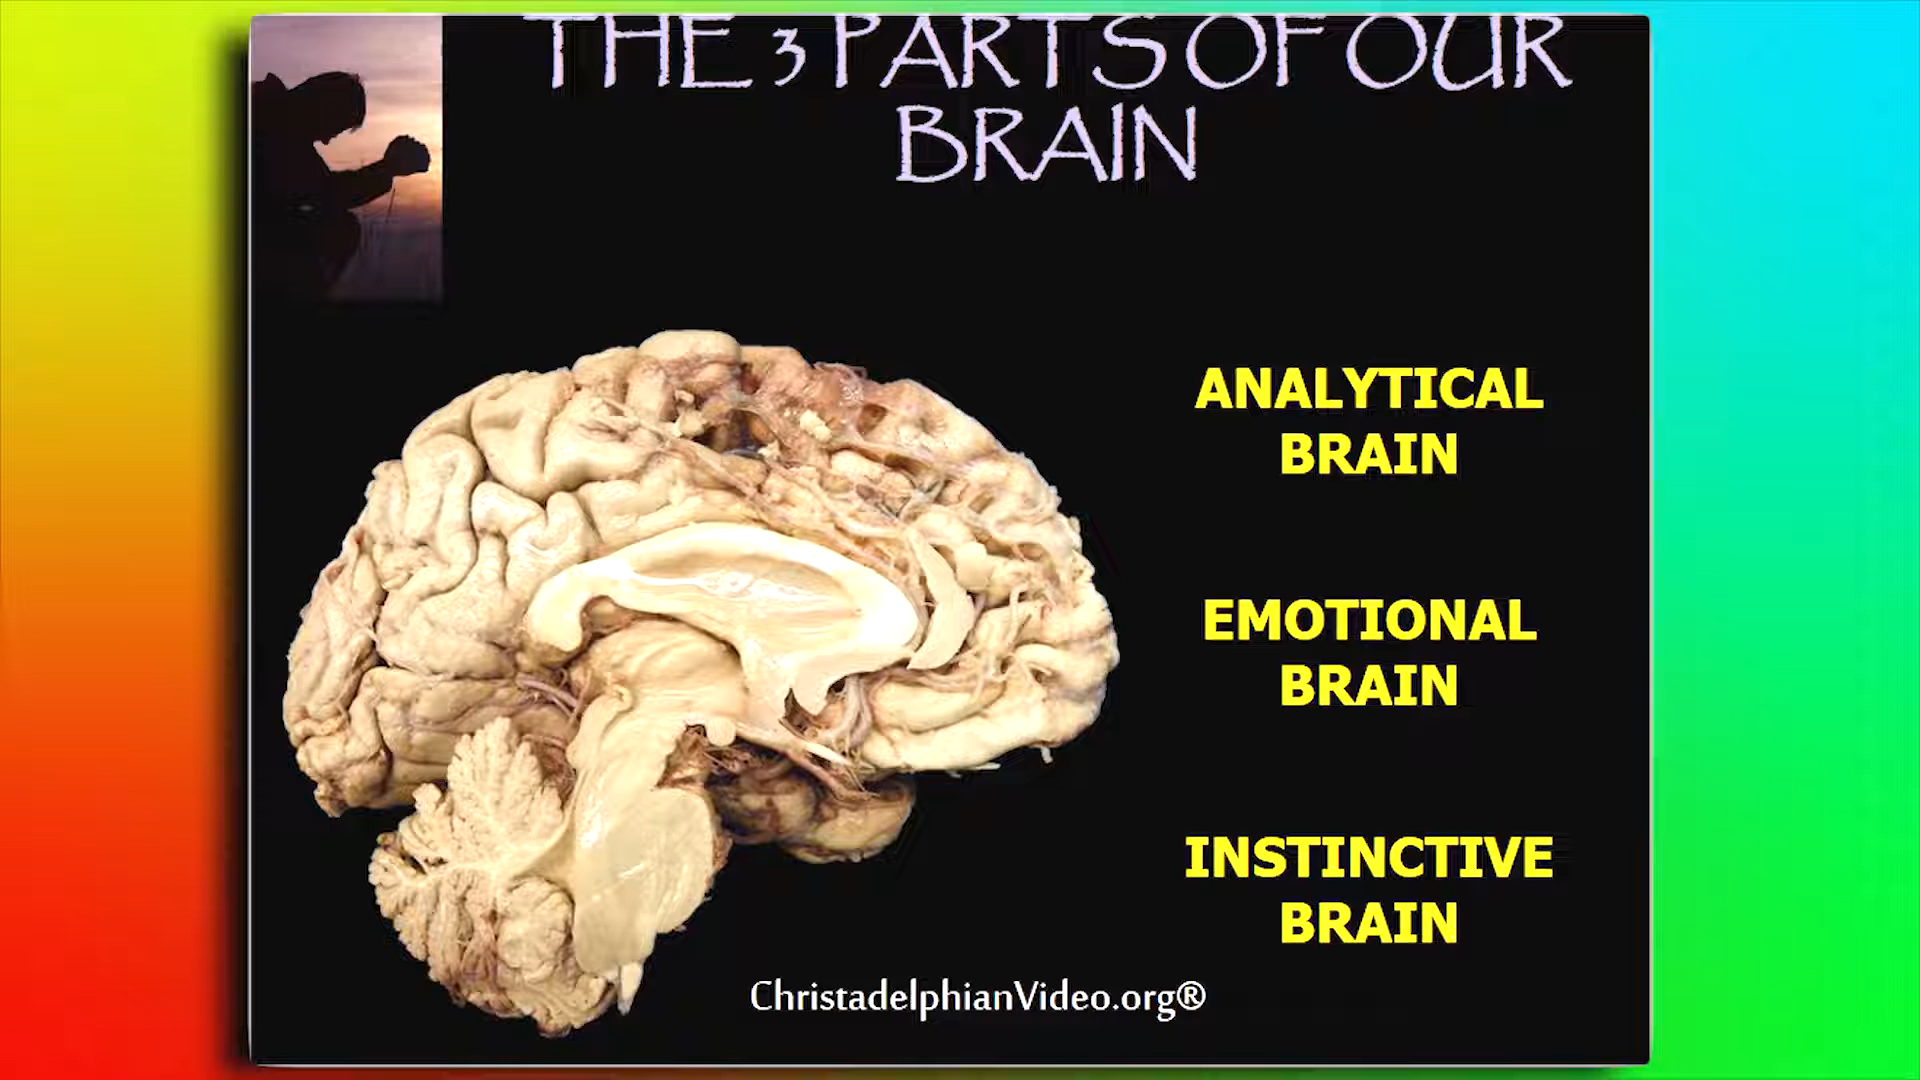 THE 3 PARTS OF OUR
BRAIN
ANALYTICAL
BRAIN
EMOTIONAL
BRAIN
INSTINCTIVE
BRAIN
ChristadelphianVideo.org®